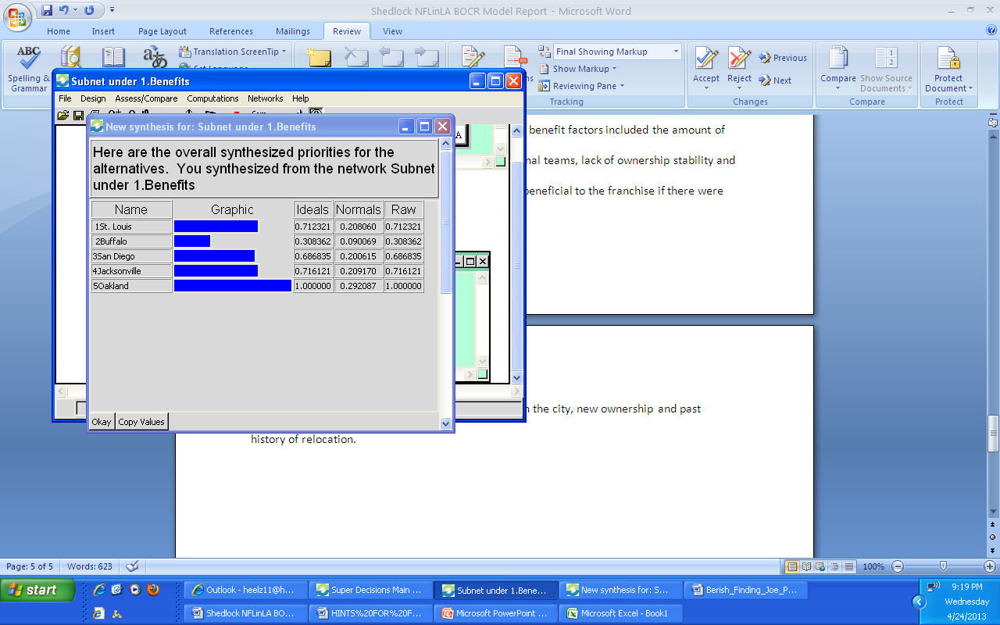 Shedlock NFLinLA BOCR Model Report - Microsoft Word
Home Insert Page Layout References Mailings Review View
ABC
Spelling &
Grammar
Translation ScreenTip
Final Showing Markup
Show Markup
Reviewing Pane
Tracking
Accept
Reject
Previous
Next
Changes
Compare
Show Source
Documents
Compare
Protect
Document
Protect
Subnet under 1.Benefits
File Design Assess/Compare Computations Networks Help
New synthesis for: Subnet under 1.Benefits
Here are the overall synthesized priorities for the
alternatives. You synthesized from the network Subnet
under 1.Benefits
Name Graphic Ideals Normals Raw
1St. Louis 0.712321 0.208060 0.712321
2Buffalo 0.308362 0.090069 0.308362
3San Diego 0.686835 0.200615 0.686835
4Jacksonville 0.716121 0.209170 0.716121
5Oakland 1.000000 0.292087 1.000000
Okay Copy Values
benefit factors included the amount of
teams, lack of ownership stability and
beneficial to the franchise if there were
the city, new ownership and past
history of relocation.
Page: 5 of 5 Words: 623 100%
start
Outlook - heelz11@h...
Super Decisions Main ...
Subnet under 1.Bene...
New synthesis for: S...
Berish_Finding_Joe_P...
Shedlock NFLinLA BO...
HINTS%20FOR%20F...
Microsoft PowerPoint ...
Microsoft Excel - Book1
9:19 PM
Wednesday
4/24/2013